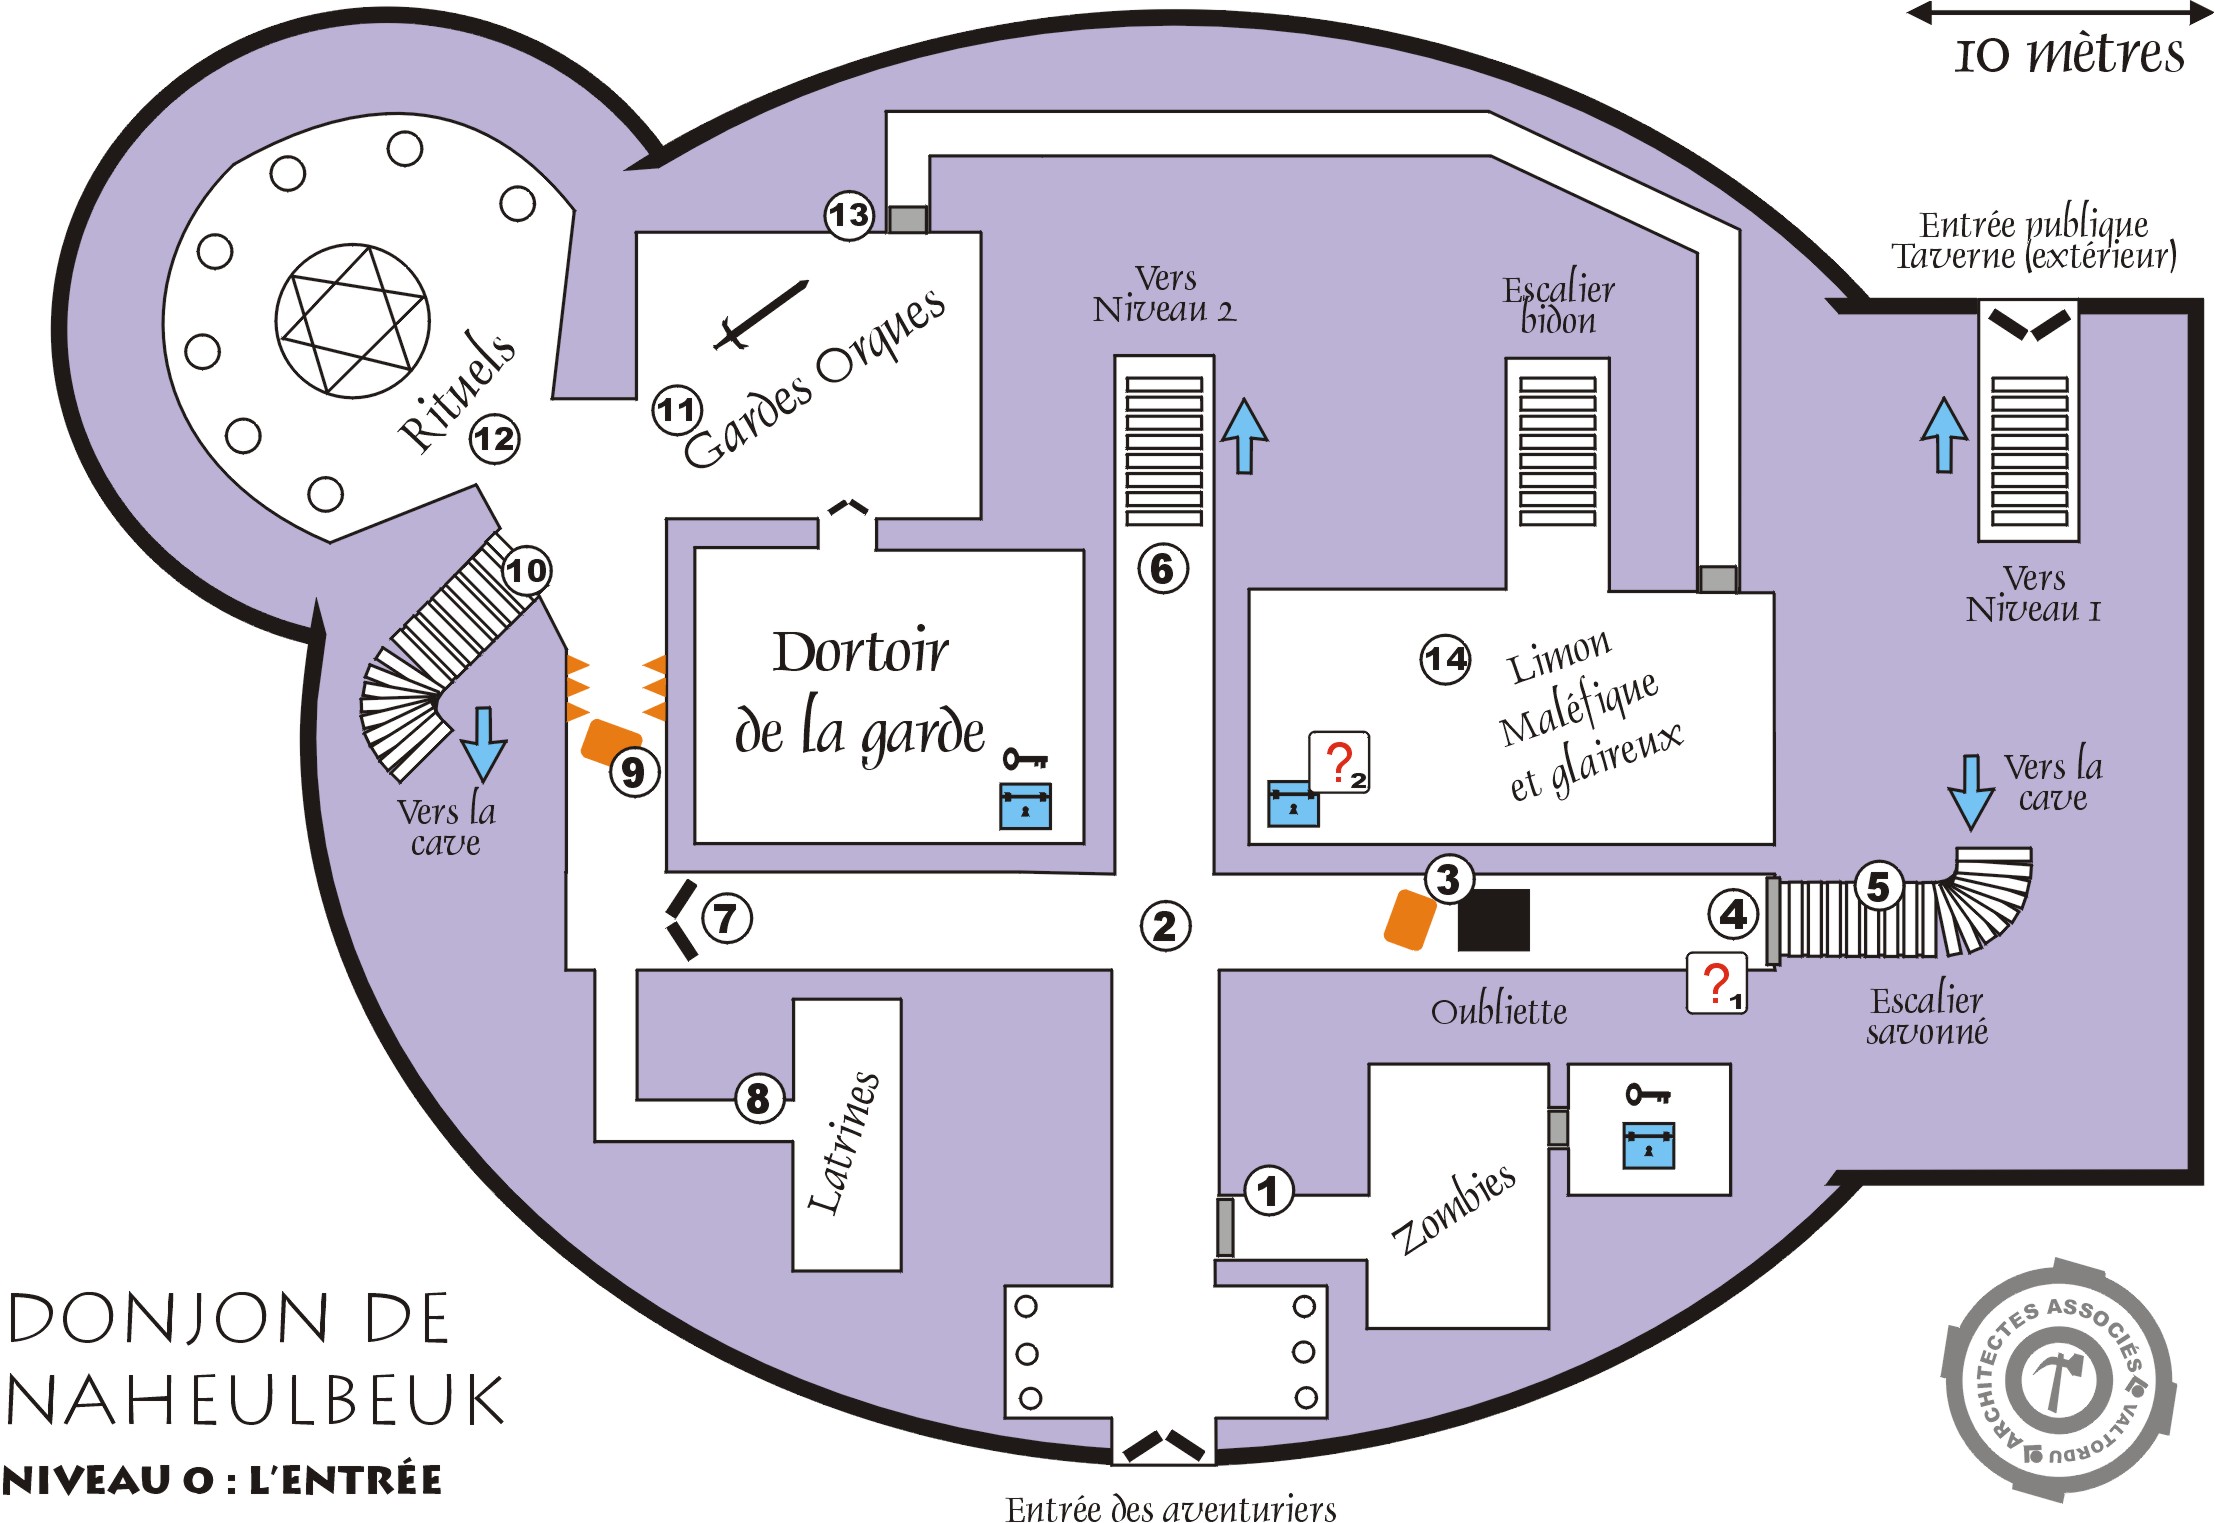 10 mètres
Entrée publique
Taverne (extérieur)
13
Vers
Niveau 2
Escalier
bidon
Rituels
12
11
Gardes Orques
10
6
Vers
Niveau 1
Dortoir
de la garde
14
Limon
Maléfique
et glaireux
9
?2
Vers la
cave
Vers la
cave
7
2
3
4
5
?1
Oubliette
Escalier
savonné
8
Latrines
1
Zombies
DONJON DE
NAHEULBEUK
NIVEAU 0 : L'ENTRÉE
ARCHITECTES ASSOCIÉS
VALTORDU
Entrée des aventuriers